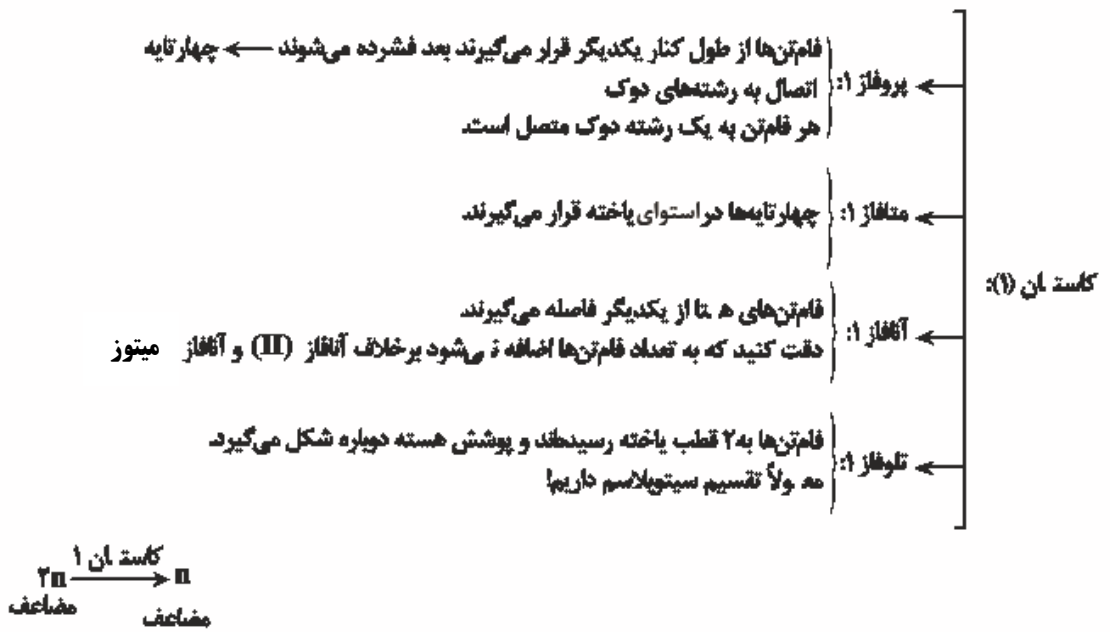 کاستمان (۱):
پروفاز ۱:
فام‌تن‌ها از طول کنار یکدیگر قرار می‌گیرند بعد فشرده می‌شوند ← چهارتایه
اتصال به رشته‌های دوک
هر فام‌تن به یک رشته دوک متصل است.
متافاز ۱:
چهارتایه‌ها در استوای یاخته قرار می‌گیرند.
آنافاز ۱:
فام‌تن‌های همتا از یکدیگر فاصله می‌گیرند.
دقت کنید که به تعداد فام‌تن‌ها اضافه نمی‌شود برخلاف آنافاز (II) و آنافاز میتوز
تلوفاز ۱:
فام‌تن‌ها به ۲ قطب یاخته رسیده‌اند و پوشش هسته دوباره شکل می‌گیرد.
معمولاً تقسیم سیتوپلاسم داریم!
کاستمان ۱
۲n → n
مضاعف مضاعف